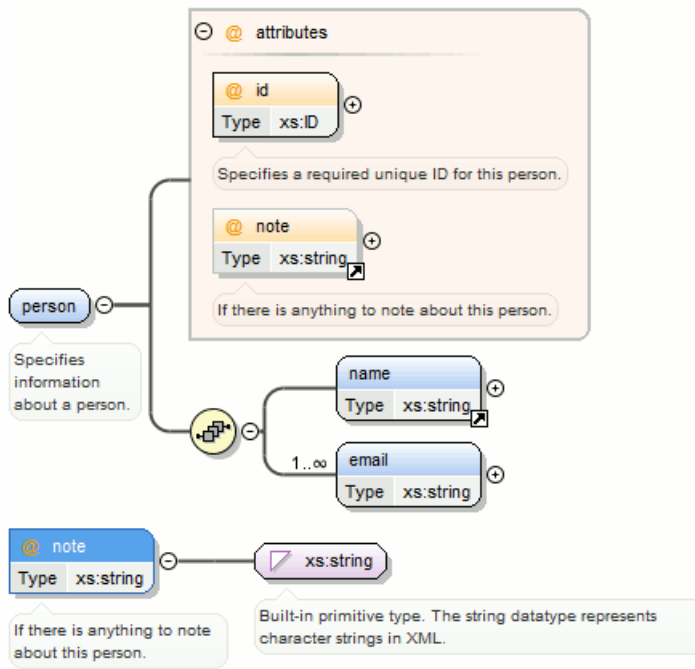 @ attributes
@ id
Type xs:ID
Specifies a required unique ID for this person.
@ note
Type xs:string
If there is anything to note about this person.
person
Specifies
information
about a person.
name
Type xs:string
1..∞
email
Type xs:string
@ note
Type xs:string
xs:string
If there is anything to note
about this person.
Built-in primitive type. The string datatype represents
character strings in XML.